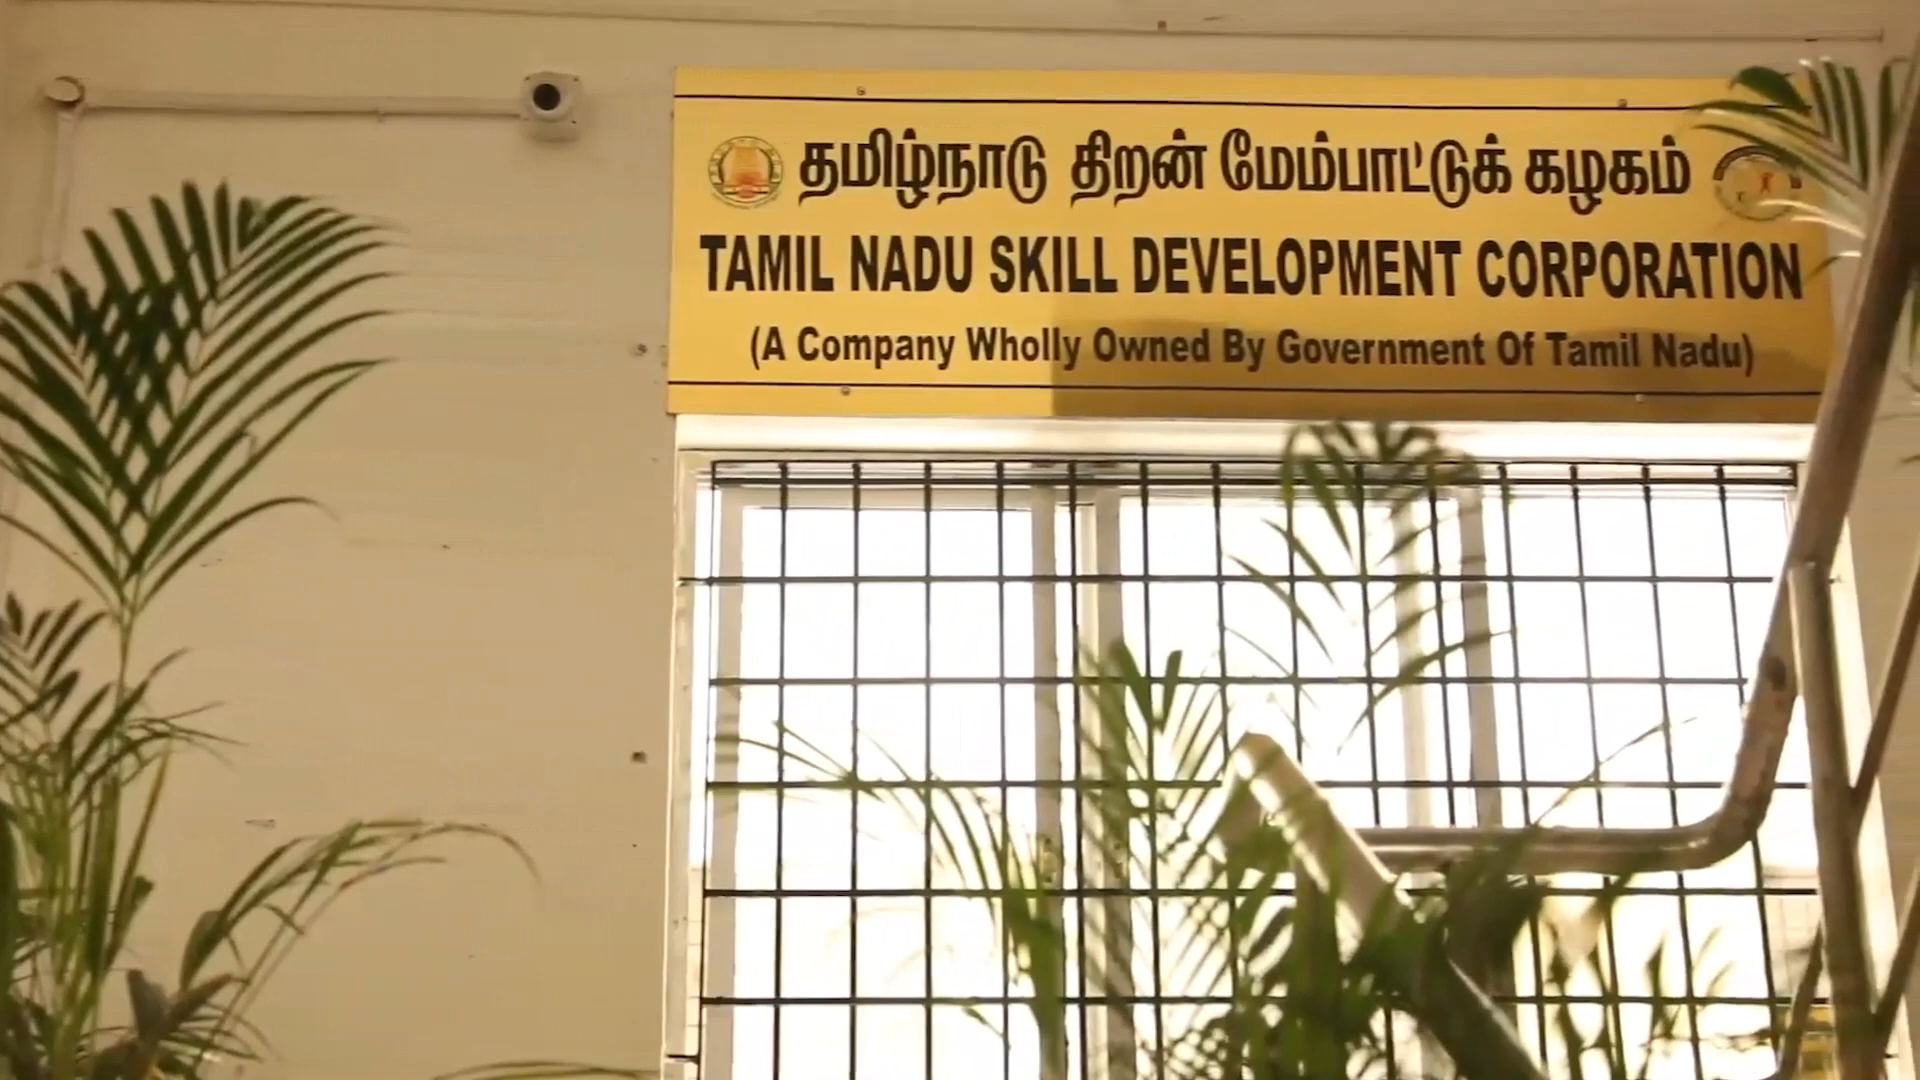 தமிழ்நாடு திறன் மேம்பாட்டுக் கழகம்
TAMIL NADU SKILL DEVELOPMENT CORPORATION
(A Company Wholly Owned By Government Of Tamil Nadu)